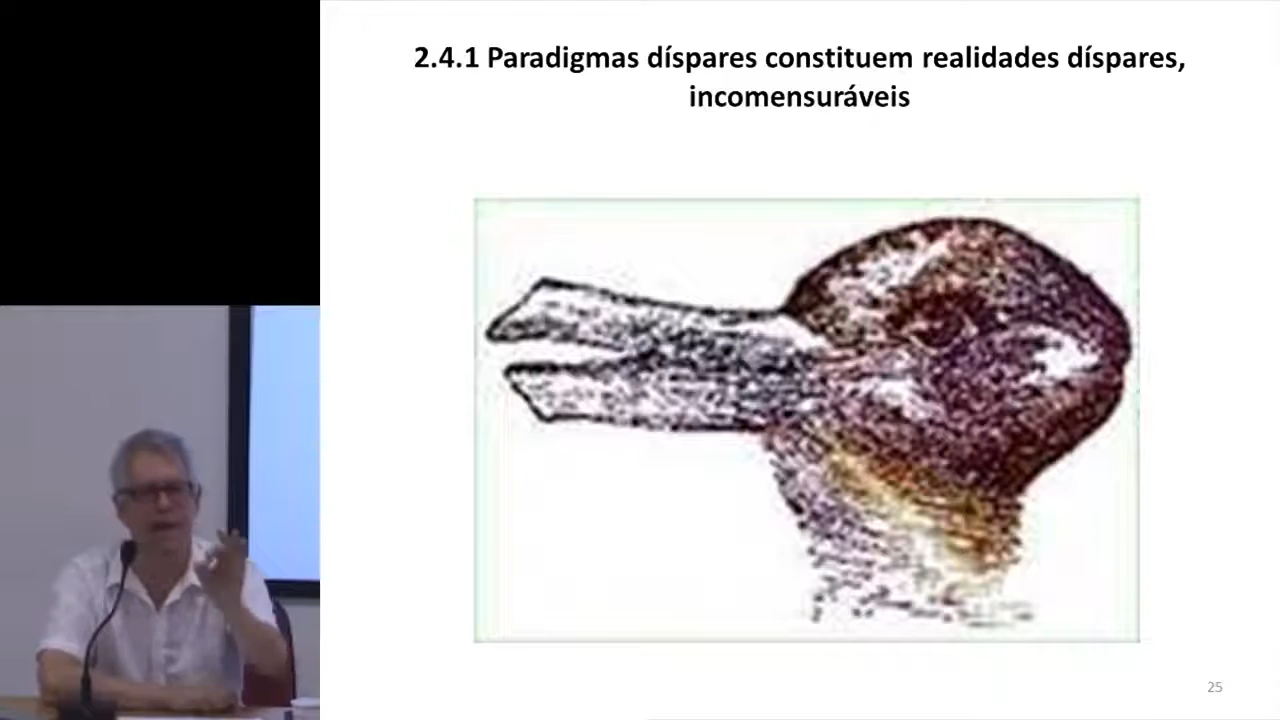 2.4.1 Paradigmas díspares constituem realidades díspares,
incomensuráveis
25